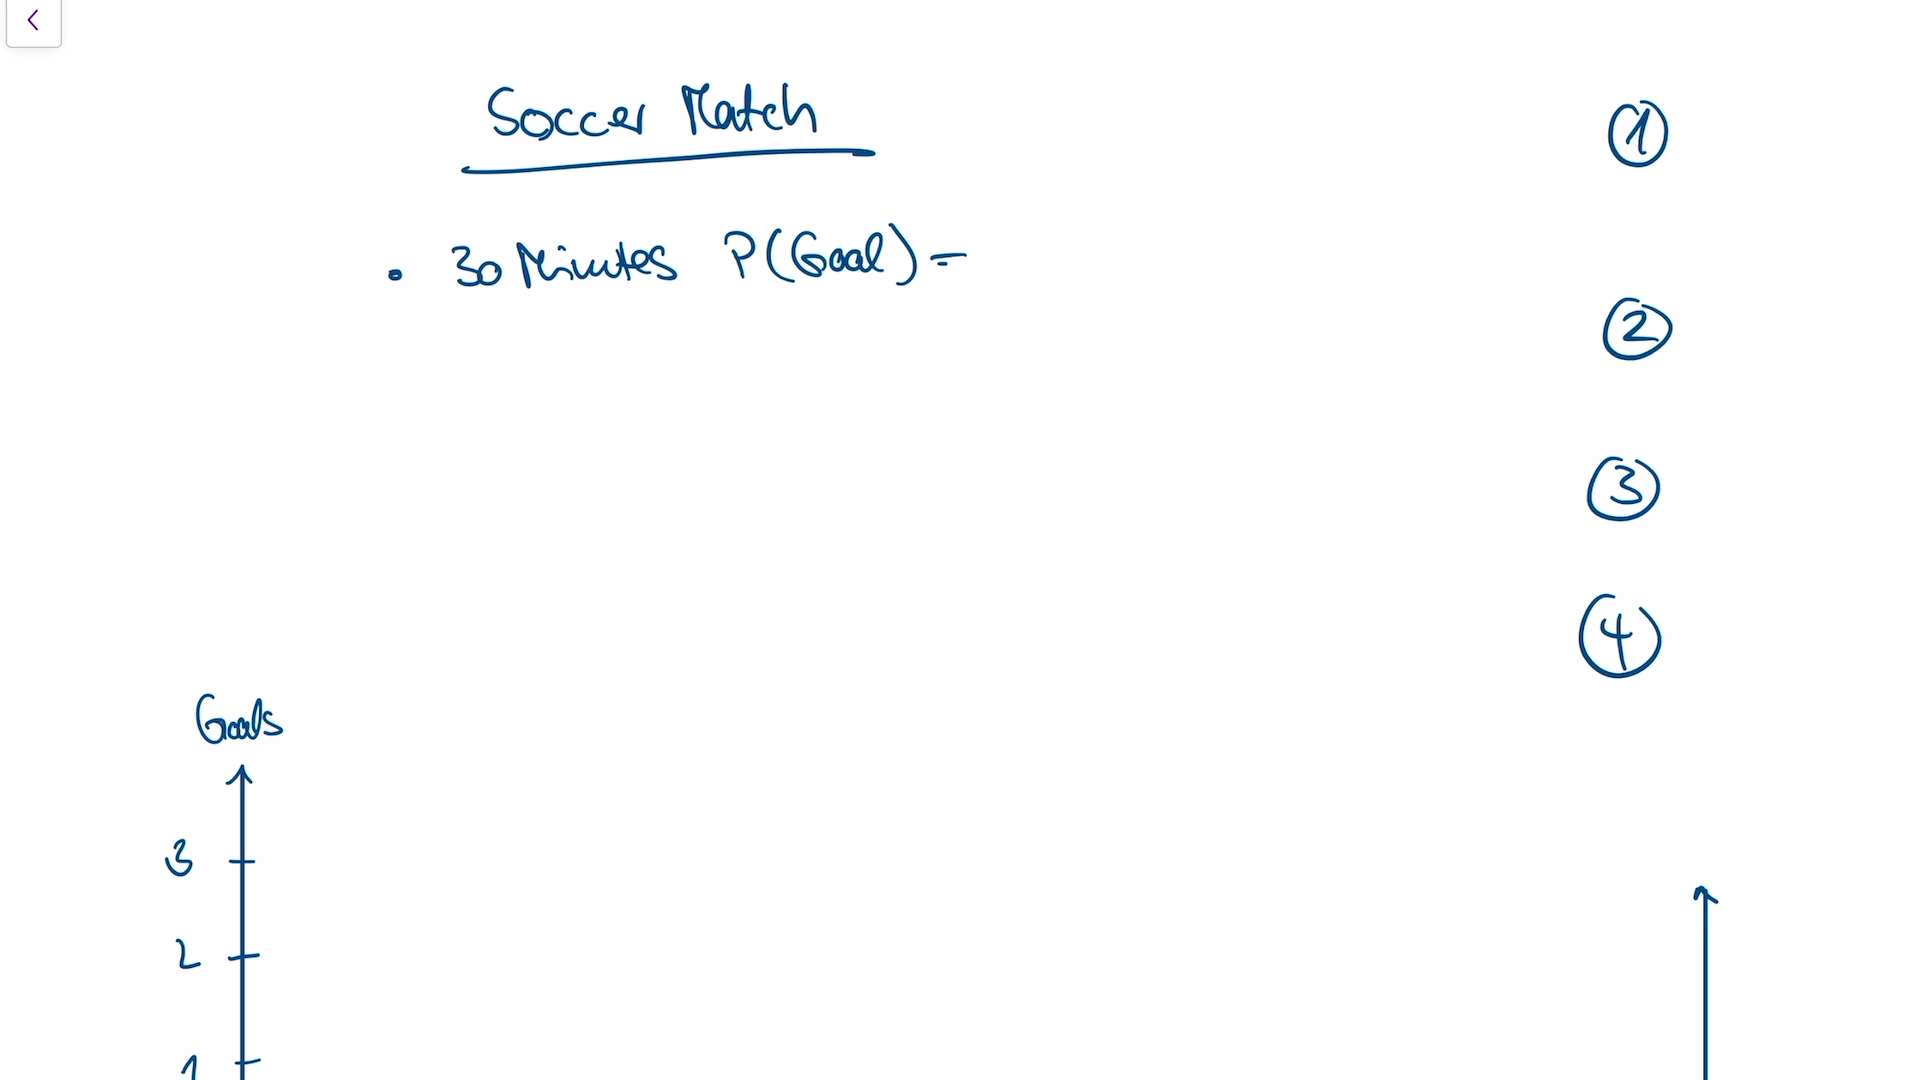 Soccer Match
• 30 Minutes P(Goal) =
1
2
3
4
Goals
3
2
1